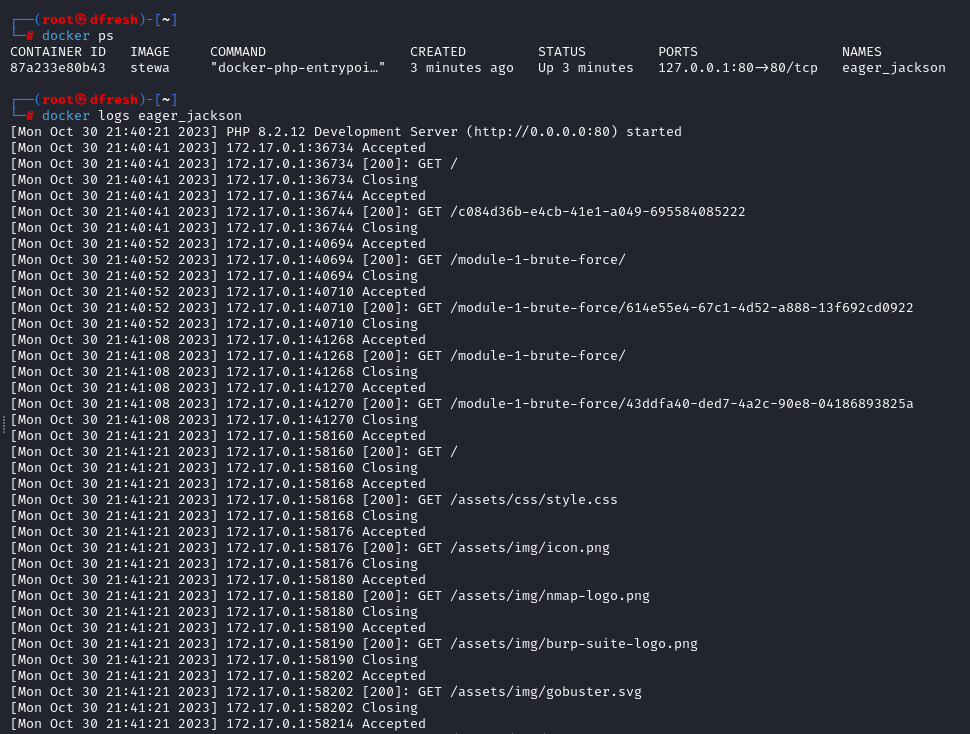 ┌──(root㉿dfresh)-[~]
└─# docker ps
CONTAINER ID   IMAGE     COMMAND                  CREATED         STATUS         PORTS                  NAMES
87a233e80b43   stewa     "docker-php-entrypoi…"   3 minutes ago   Up 3 minutes   127.0.0.1:80->80/tcp   eager_jackson
┌──(root㉿dfresh)-[~]
└─# docker logs eager_jackson
[Mon Oct 30 21:40:21 2023] PHP 8.2.12 Development Server (http://0.0.0.0:80) started
[Mon Oct 30 21:40:41 2023] 172.17.0.1:36734 Accepted
[Mon Oct 30 21:40:41 2023] 172.17.0.1:36734 [200]: GET /
[Mon Oct 30 21:40:41 2023] 172.17.0.1:36734 Closing
[Mon Oct 30 21:40:41 2023] 172.17.0.1:36744 Accepted
[Mon Oct 30 21:40:41 2023] 172.17.0.1:36744 [200]: GET /c084d36b-e4cb-41e1-a049-695584085222
[Mon Oct 30 21:40:41 2023] 172.17.0.1:36744 Closing
[Mon Oct 30 21:40:52 2023] 172.17.0.1:40694 Accepted
[Mon Oct 30 21:40:52 2023] 172.17.0.1:40694 [200]: GET /module-1-brute-force/
[Mon Oct 30 21:40:52 2023] 172.17.0.1:40694 Closing
[Mon Oct 30 21:40:52 2023] 172.17.0.1:40710 Accepted
[Mon Oct 30 21:40:52 2023] 172.17.0.1:40710 [200]: GET /module-1-brute-force/614e55e4-67c1-4d52-a888-13f692cd0922
[Mon Oct 30 21:40:52 2023] 172.17.0.1:40710 Closing
[Mon Oct 30 21:41:08 2023] 172.17.0.1:41268 Accepted
[Mon Oct 30 21:41:08 2023] 172.17.0.1:41268 [200]: GET /module-1-brute-force/
[Mon Oct 30 21:41:08 2023] 172.17.0.1:41268 Closing
[Mon Oct 30 21:41:08 2023] 172.17.0.1:41270 Accepted
[Mon Oct 30 21:41:08 2023] 172.17.0.1:41270 [200]: GET /module-1-brute-force/43ddfa40-ded7-4a2c-90e8-04186893825a
[Mon Oct 30 21:41:08 2023] 172.17.0.1:41270 Closing
[Mon Oct 30 21:41:21 2023] 172.17.0.1:58160 Accepted
[Mon Oct 30 21:41:21 2023] 172.17.0.1:58160 [200]: GET /
[Mon Oct 30 21:41:21 2023] 172.17.0.1:58160 Closing
[Mon Oct 30 21:41:21 2023] 172.17.0.1:58168 Accepted
[Mon Oct 30 21:41:21 2023] 172.17.0.1:58168 [200]: GET /assets/css/style.css
[Mon Oct 30 21:41:21 2023] 172.17.0.1:58168 Closing
[Mon Oct 30 21:41:21 2023] 172.17.0.1:58176 Accepted
[Mon Oct 30 21:41:21 2023] 172.17.0.1:58176 [200]: GET /assets/img/icon.png
[Mon Oct 30 21:41:21 2023] 172.17.0.1:58176 Closing
[Mon Oct 30 21:41:21 2023] 172.17.0.1:58180 Accepted
[Mon Oct 30 21:41:21 2023] 172.17.0.1:58180 [200]: GET /assets/img/nmap-logo.png
[Mon Oct 30 21:41:21 2023] 172.17.0.1:58180 Closing
[Mon Oct 30 21:41:21 2023] 172.17.0.1:58190 Accepted
[Mon Oct 30 21:41:21 2023] 172.17.0.1:58190 [200]: GET /assets/img/burp-suite-logo.png
[Mon Oct 30 21:41:21 2023] 172.17.0.1:58190 Closing
[Mon Oct 30 21:41:21 2023] 172.17.0.1:58202 Accepted
[Mon Oct 30 21:41:21 2023] 172.17.0.1:58202 [200]: GET /assets/img/gobuster.svg
[Mon Oct 30 21:41:21 2023] 172.17.0.1:58202 Closing
[Mon Oct 30 21:41:21 2023] 172.17.0.1:58214 Accepted